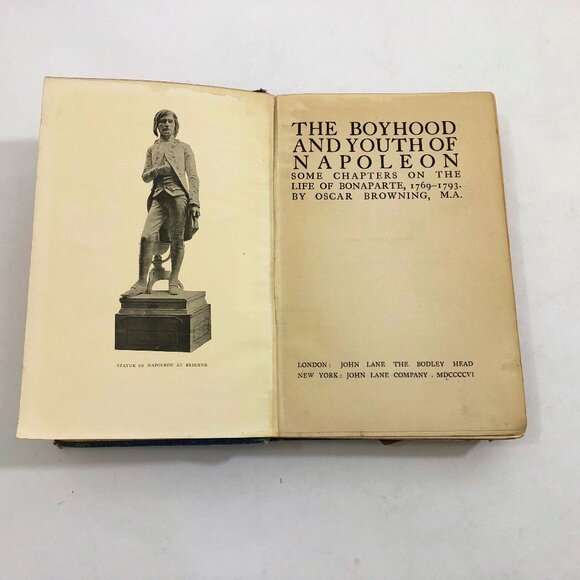 STATUE OF NAPOLEON AT BRIENNE
THE BOYHOOD
AND YOUTH OF
NAPOLEON
SOME CHAPTERS ON THE
LIFE OF BONAPARTE, 1769–1793.
BY OSCAR BROWNING, M.A.
LONDON: JOHN LANE THE BODLEY HEAD
NEW YORK: JOHN LANE COMPANY . MDCCCCVI